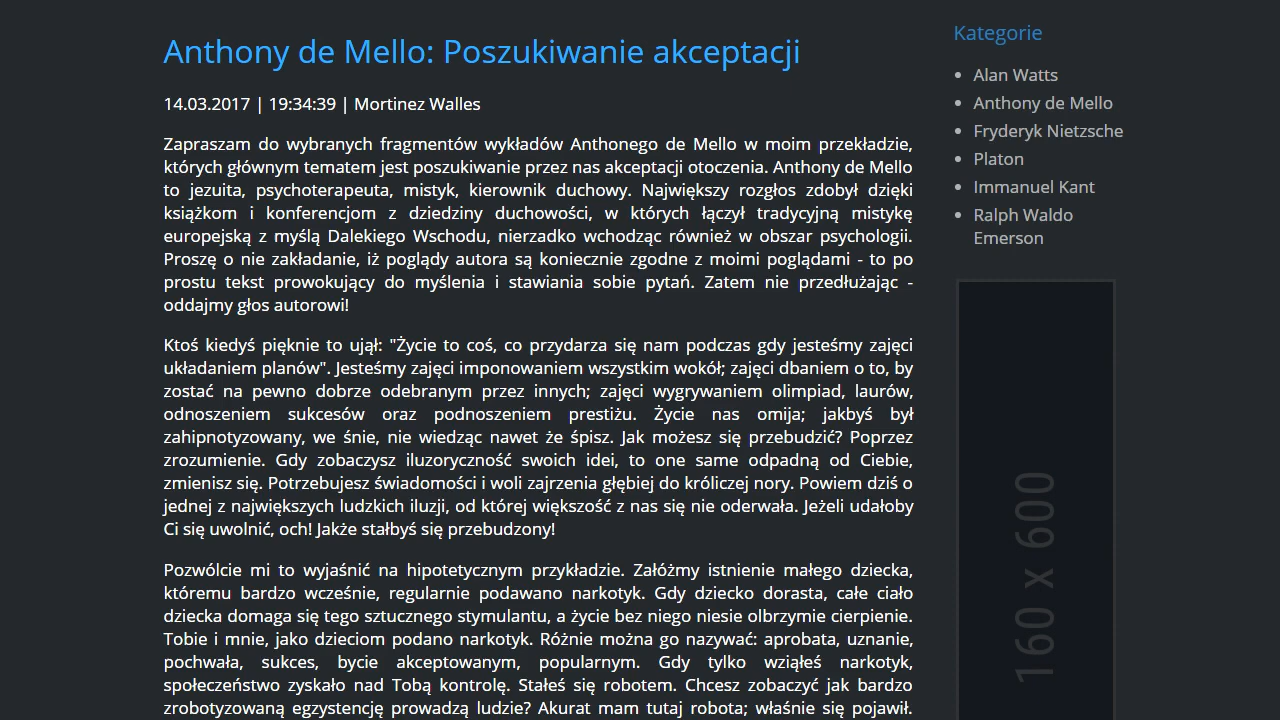 Anthony de Mello: Poszukiwanie akceptacji
14.03.2017 | 19:34:39 | Mortinez Walles
Zapraszam do wybranych fragmentów wykładów Anthonego de Mello w moim przekładzie,
których głównym tematem jest poszukiwanie przez nas akceptacji otoczenia. Anthony de Mello
to jezuita, psychoterapeuta, mistyk, kierownik duchowy. Największy rozgłos zdobył dzięki
książkom i konferencjom z dziedziny duchowości, w których łączył tradycyjną mistykę
europejską z myślą Dalekiego Wschodu, nierzadko wchodząc również w obszar psychologii.
Proszę o nie zakładanie, iż poglądy autora są koniecznie zgodne z moimi poglądami - to po
prostu tekst prowokujący do myślenia i stawiania sobie pytań. Zatem nie przedłużając -
oddajmy głos autorowi!
Ktoś kiedyś pięknie to ujął: "Życie to coś, co przydarza się nam podczas gdy jesteśmy zajęci
układaniem planów". Jesteśmy zajęci imponowaniem wszystkim wokół; zajęci dbaniem o to, by
zostać na pewno dobrze odebranym przez innych; zajęci wygrywaniem olimpiad, laurów,
odnoszeniem sukcesów oraz podnoszeniem prestiżu. Życie nas omija; jakbyś był
zahipnotyzowany, we śnie, nie wiedząc nawet że śpisz. Jak możesz się przebudzić? Poprzez
zrozumienie. Gdy zobaczysz iluzoryczność swoich idei, to one same odpadną od Ciebie,
zmienisz się. Potrzebujesz świadomości i woli zajrzenia głębiej do króliczej nory. Powiem dziś o
jednej z największych ludzkich iluzji, od której większość z nas się nie oderwała. Jeżeli udałoby
Ci się uwolnić, och! Jakże stałbyś się przebudzony!
Pozwólcie mi to wyjaśnić na hipotetycznym przykładzie. Załóżmy istnienie małego dziecka,
któremu bardzo wcześnie, regularnie podawano narkotyk. Gdy dziecko dorasta, całe ciało
dziecka domaga się tego sztucznego stymulantu, a życie bez niego niesie olbrzymie cierpienie.
Tobie i mnie, jako dzieciom podano narkotyk. Różnie można go nazywać: aprobata, uznanie,
pochwała, sukces, bycie akceptowanym, popularnym. Gdy tylko wziąłeś narkotyk,
społeczeństwo zyskało nad Tobą kontrolę. Stałeś się robotem. Chcesz zobaczyć jak bardzo
zrobotyzowaną egzystencję prowadzą ludzie? Akurat mam tutaj robota; właśnie się pojawił.
Kategorie
Alan Watts
Anthony de Mello
Fryderyk Nietzsche
Platon
Immanuel Kant
Ralph Waldo
Emerson
160 x 600